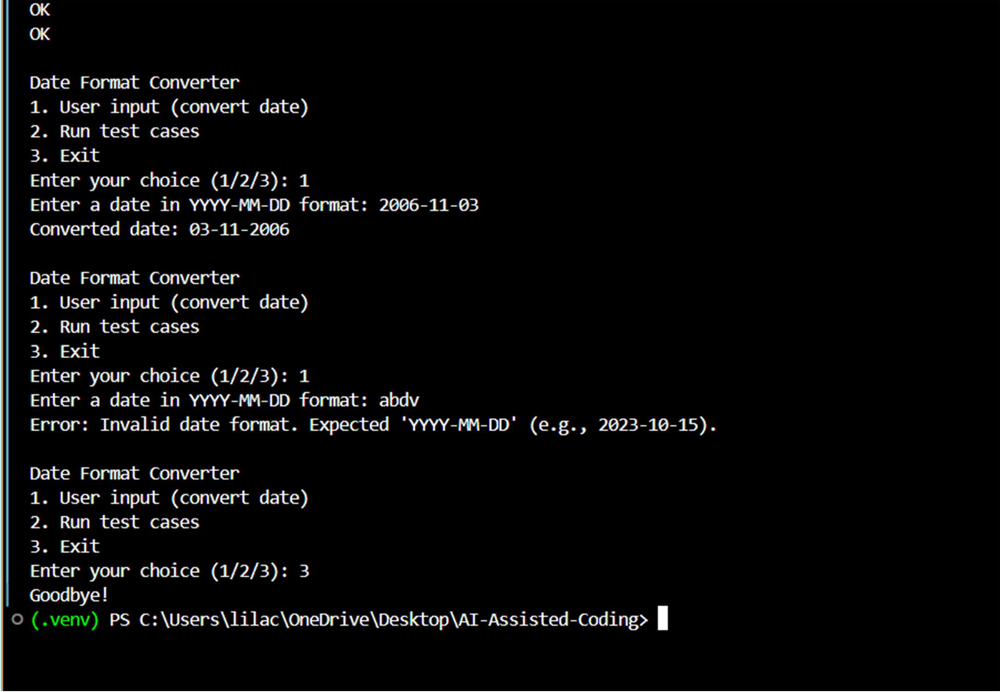 OK
OK
Date Format Converter
1. User input (convert date)
2. Run test cases
3. Exit
Enter your choice (1/2/3): 1
Enter a date in YYYY-MM-DD format: 2006-11-03
Converted date: 03-11-2006
Date Format Converter
1. User input (convert date)
2. Run test cases
3. Exit
Enter your choice (1/2/3): 1
Enter a date in YYYY-MM-DD format: abdv
Error: Invalid date format. Expected 'YYYY-MM-DD' (e.g., 2023-10-15).
Date Format Converter
1. User input (convert date)
2. Run test cases
3. Exit
Enter your choice (1/2/3): 3
Goodbye!
(.venv) PS C:\Users\lilac\OneDrive\Desktop\AI-Assisted-Coding>